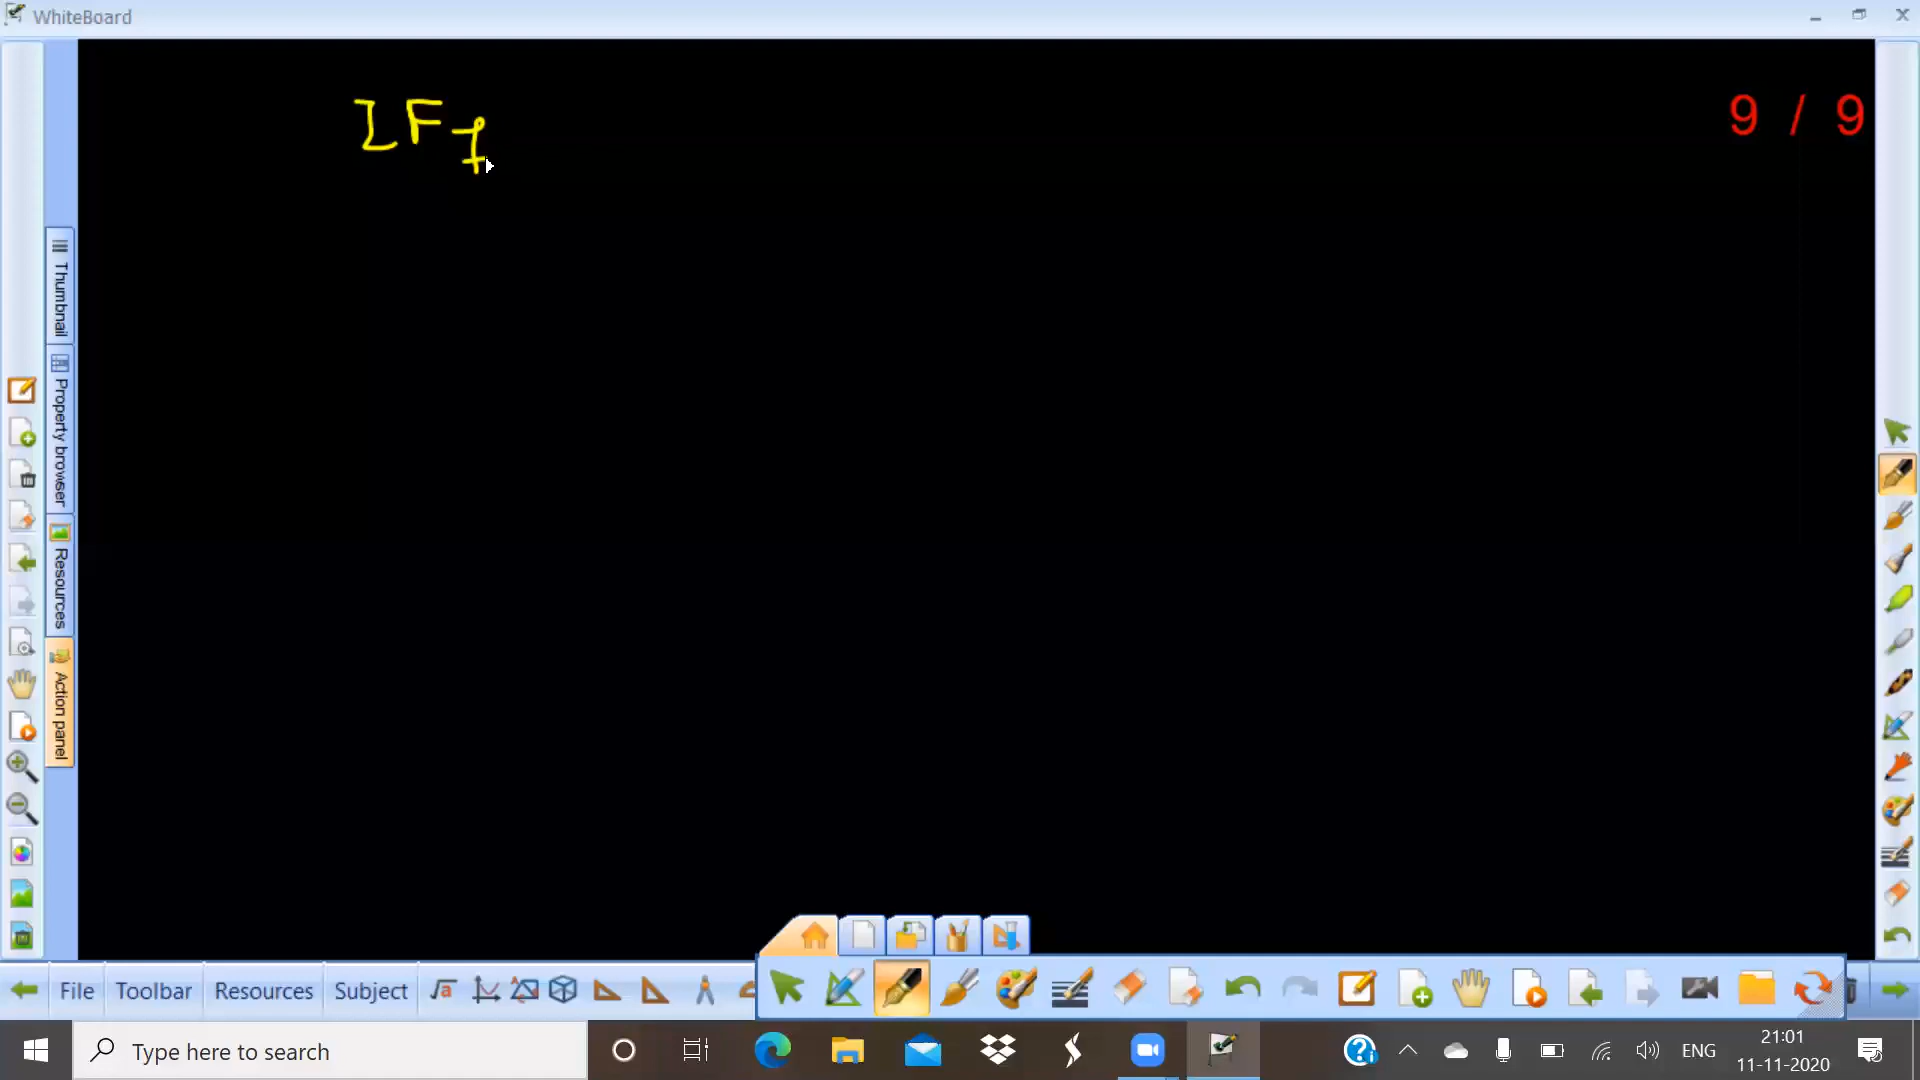 WhiteBoard
IF7
9 / 9
Thumbnail
Property browser
Resources
Action panel
File
Toolbar
Resources
Subject
Type here to search
ENG
21:01
11-11-2020